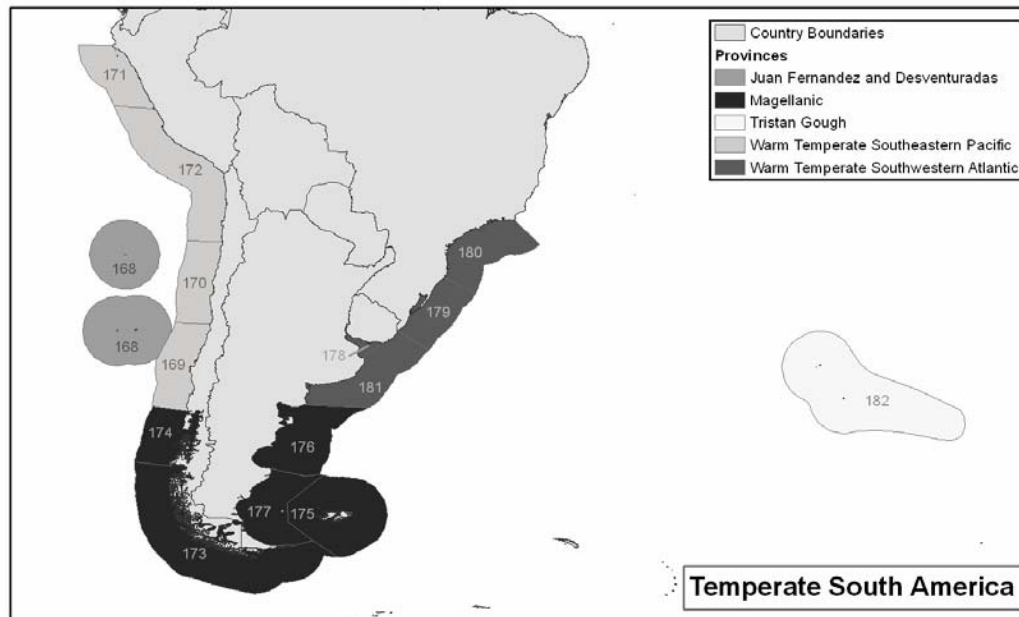 Country Boundaries
Provinces
Juan Fernandez and Desventuradas
Magellanic
Tristan Gough
Warm Temperate Southeastern Pacific
Warm Temperate Southwestern Atlantic
171
172
180
168
170
179
168
178
169
181
182
174
176
177
175
173
Temperate South America